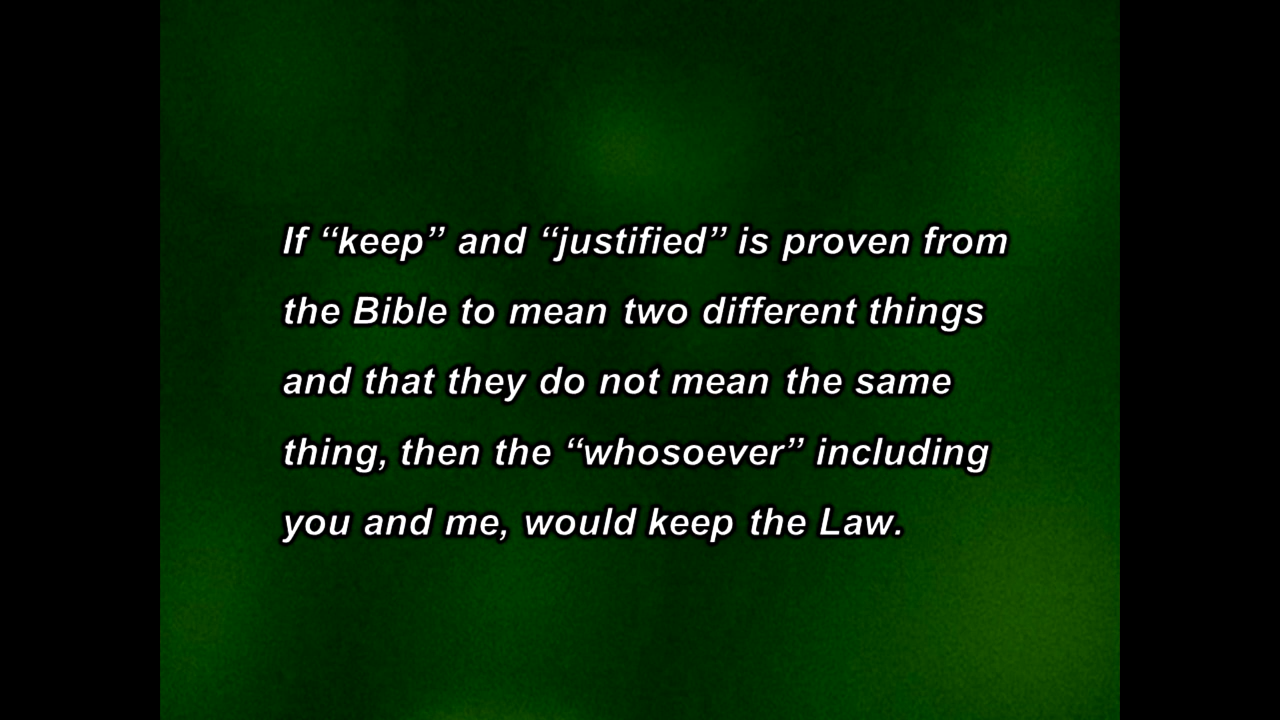 If “keep” and “justified” is proven from
the Bible to mean two different things
and that they do not mean the same
thing, then the “whosoever” including
you and me, would keep the Law.